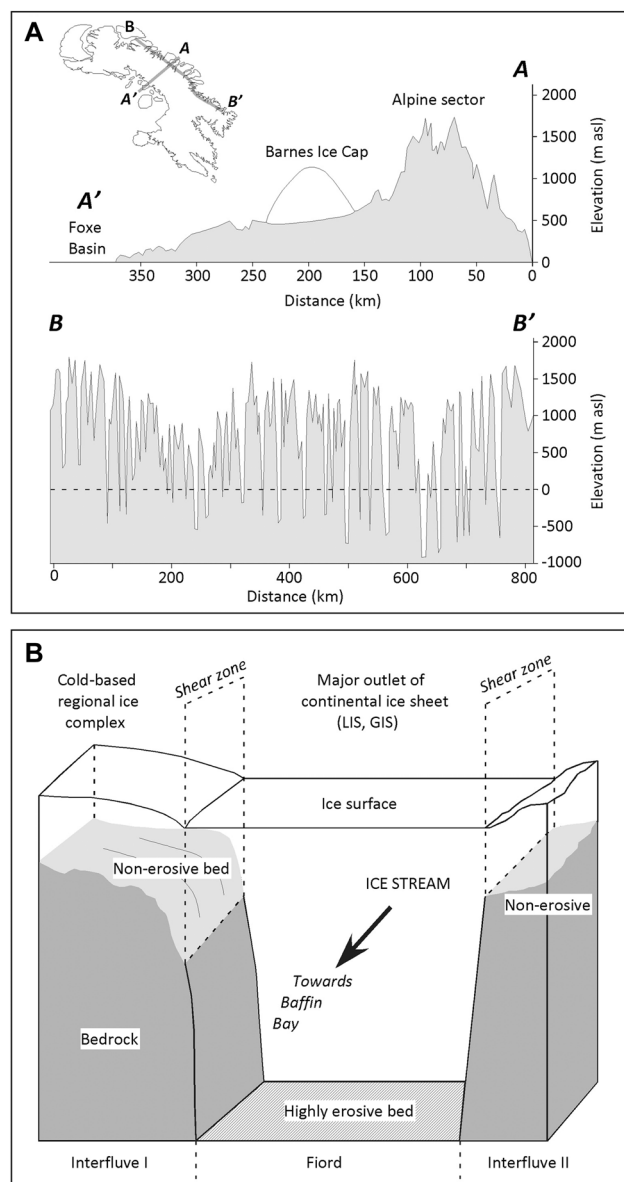 A
B
A
A'
B'
A
Alpine sector
2000
1500
1000
500
0
Elevation (m asl)
Barnes Ice Cap
A'
Foxe
Basin
350
300
250
200
150
100
50
0
Distance (km)
B
B'
2000
1500
1000
500
0
-500
-1000
Elevation (m asl)
0
200
400
600
800
Distance (km)
B
Cold-based
regional ice
complex
Shear zone
Major outlet of
continental ice sheet
(LIS, GIS)
Shear zone
Ice surface
Non-erosive bed
ICE STREAM
Non-erosive
Towards
Baffin
Bay
Bedrock
Highly erosive bed
Interfluve I
Fiord
Interfluve II